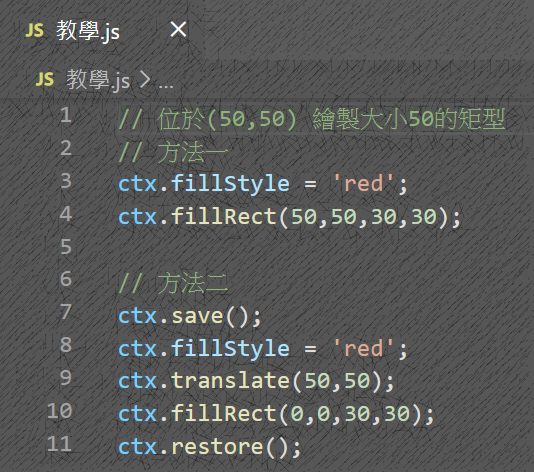 JS 教學.js ×
JS 教學.js > ...
1 // 位於(50,50) 繪製大小50的矩型
2 // 方法一
3 ctx.fillStyle = 'red';
4 ctx.fillRect(50,50,30,30);
5
6 // 方法二
7 ctx.save();
8 ctx.fillStyle = 'red';
9 ctx.translate(50,50);
10 ctx.fillRect(0,0,30,30);
11 ctx.restore();